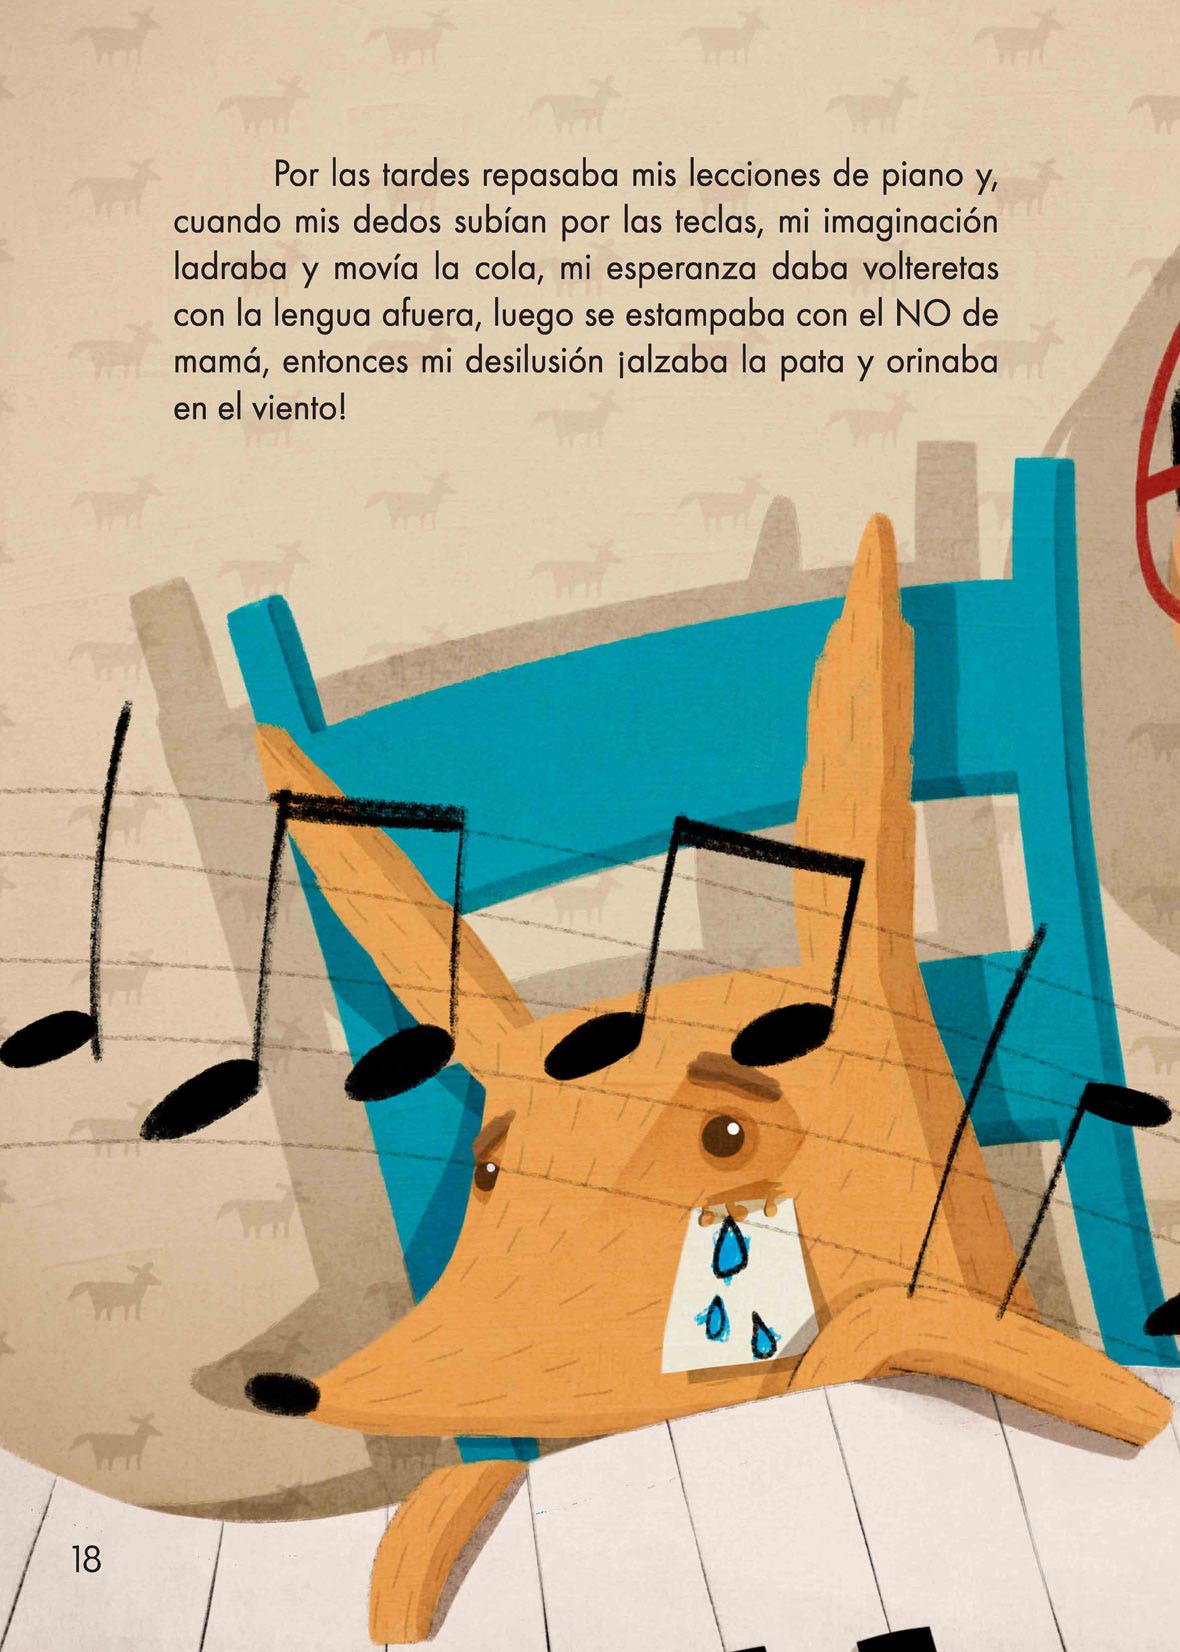 Por las tardes repasaba mis lecciones de piano y,
cuando mis dedos subían por las teclas, mi imaginación
ladraba y movía la cola, mi esperanza daba volteretas
con la lengua afuera, luego se estampaba con el NO de
mamá, entonces mi desilusión ¡alzaba la pata y orinaba
en el viento!
18